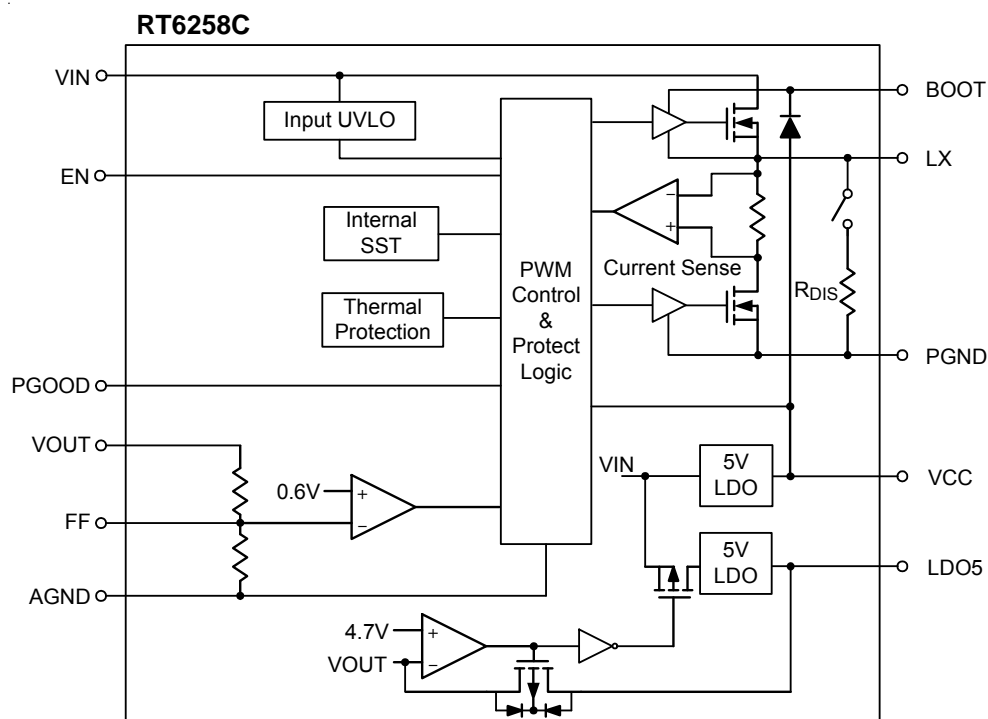 RT6258C
VIN
BOOT
Input UVLO
LX
EN
Internal
SST
Current Sense
PWM
Control
&
Protect
Logic
RDIS
Thermal
Protection
PGND
PGOOD
VOUT
VIN
5V
LDO
VCC
0.6V
+
−
FF
5V
LDO
LDO5
AGND
4.7V
+
VOUT
−
−
+